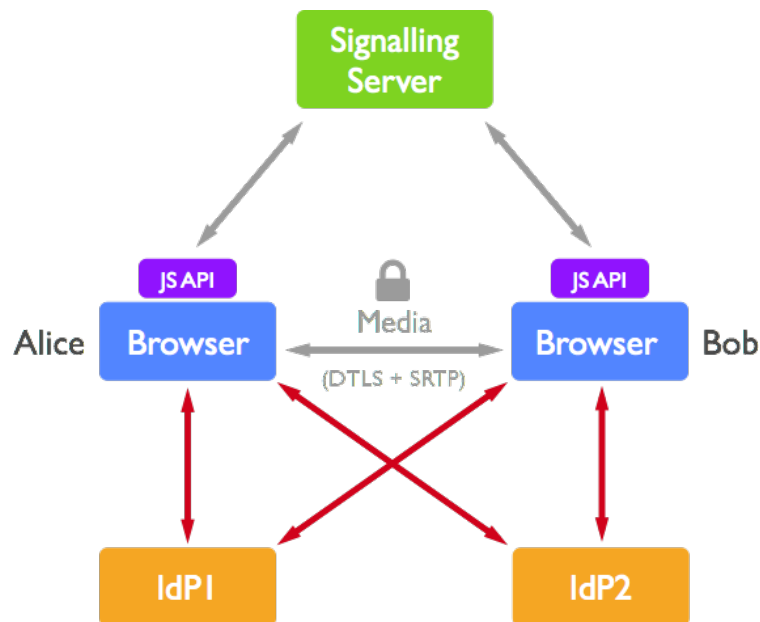 Signalling
Server
JS API
JS API
Media
Alice
Browser
Browser
Bob
(DTLS + SRTP)
IdP1
IdP2